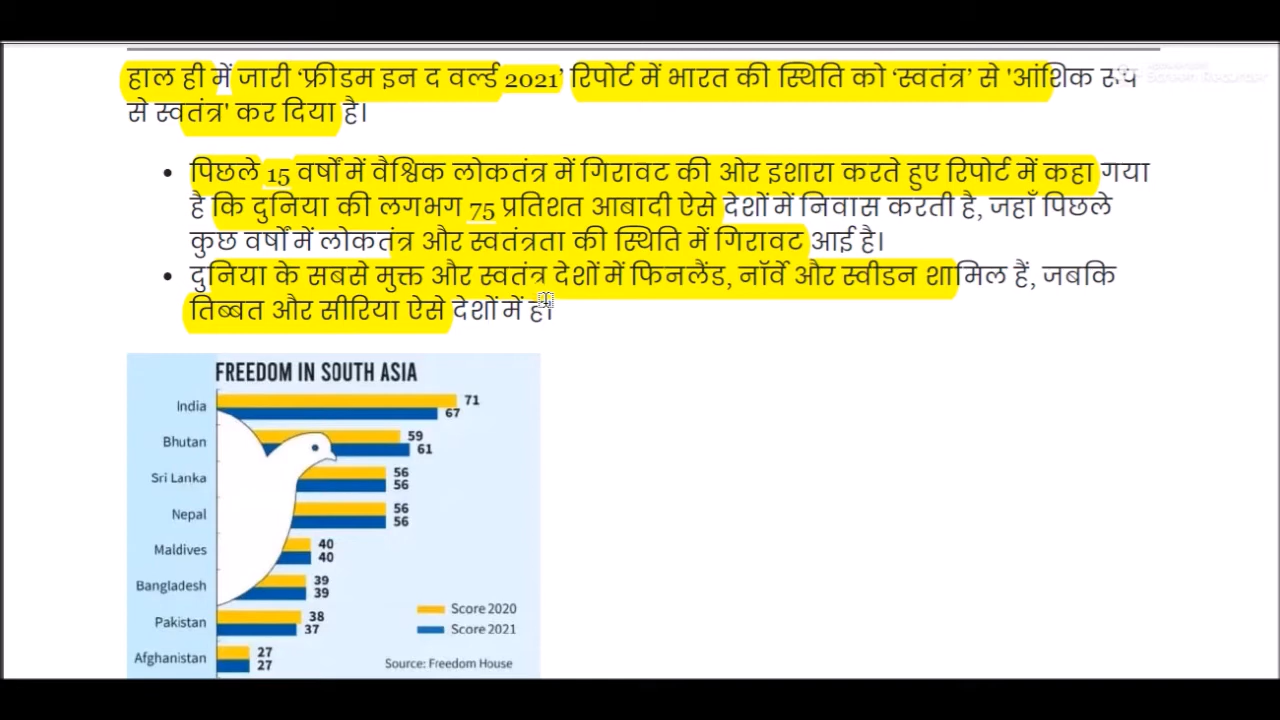 हाल ही में जारी ‘फ्रीडम इन द वर्ल्ड 2021’ रिपोर्ट में भारत की स्थिति को ‘स्वतंत्र’ से 'आंशिक रूप
से स्वतंत्र' कर दिया है।
• पिछले 15 वर्षों में वैश्विक लोकतंत्र में गिरावट की ओर इशारा करते हुए रिपोर्ट में कहा गया
है कि दुनिया की लगभग 75 प्रतिशत आबादी ऐसे देशों में निवास करती है, जहाँ पिछले
कुछ वर्षों में लोकतंत्र और स्वतंत्रता की स्थिति में गिरावट आई है।
• दुनिया के सबसे मुक्त और स्वतंत्र देशों में फिनलैंड, नॉर्वे और स्वीडन शामिल हैं, जबकि
तिब्बत और सीरिया ऐसे देशों में
FREEDOM IN SOUTH ASIA
India 71
67
Bhutan 59
61
Sri Lanka 56
56
Nepal 56
56
Maldives 40
40
Bangladesh 39
39
Pakistan 38
37
Afghanistan 27
27
Score 2020
Score 2021
Source: Freedom House
Screen Recorder